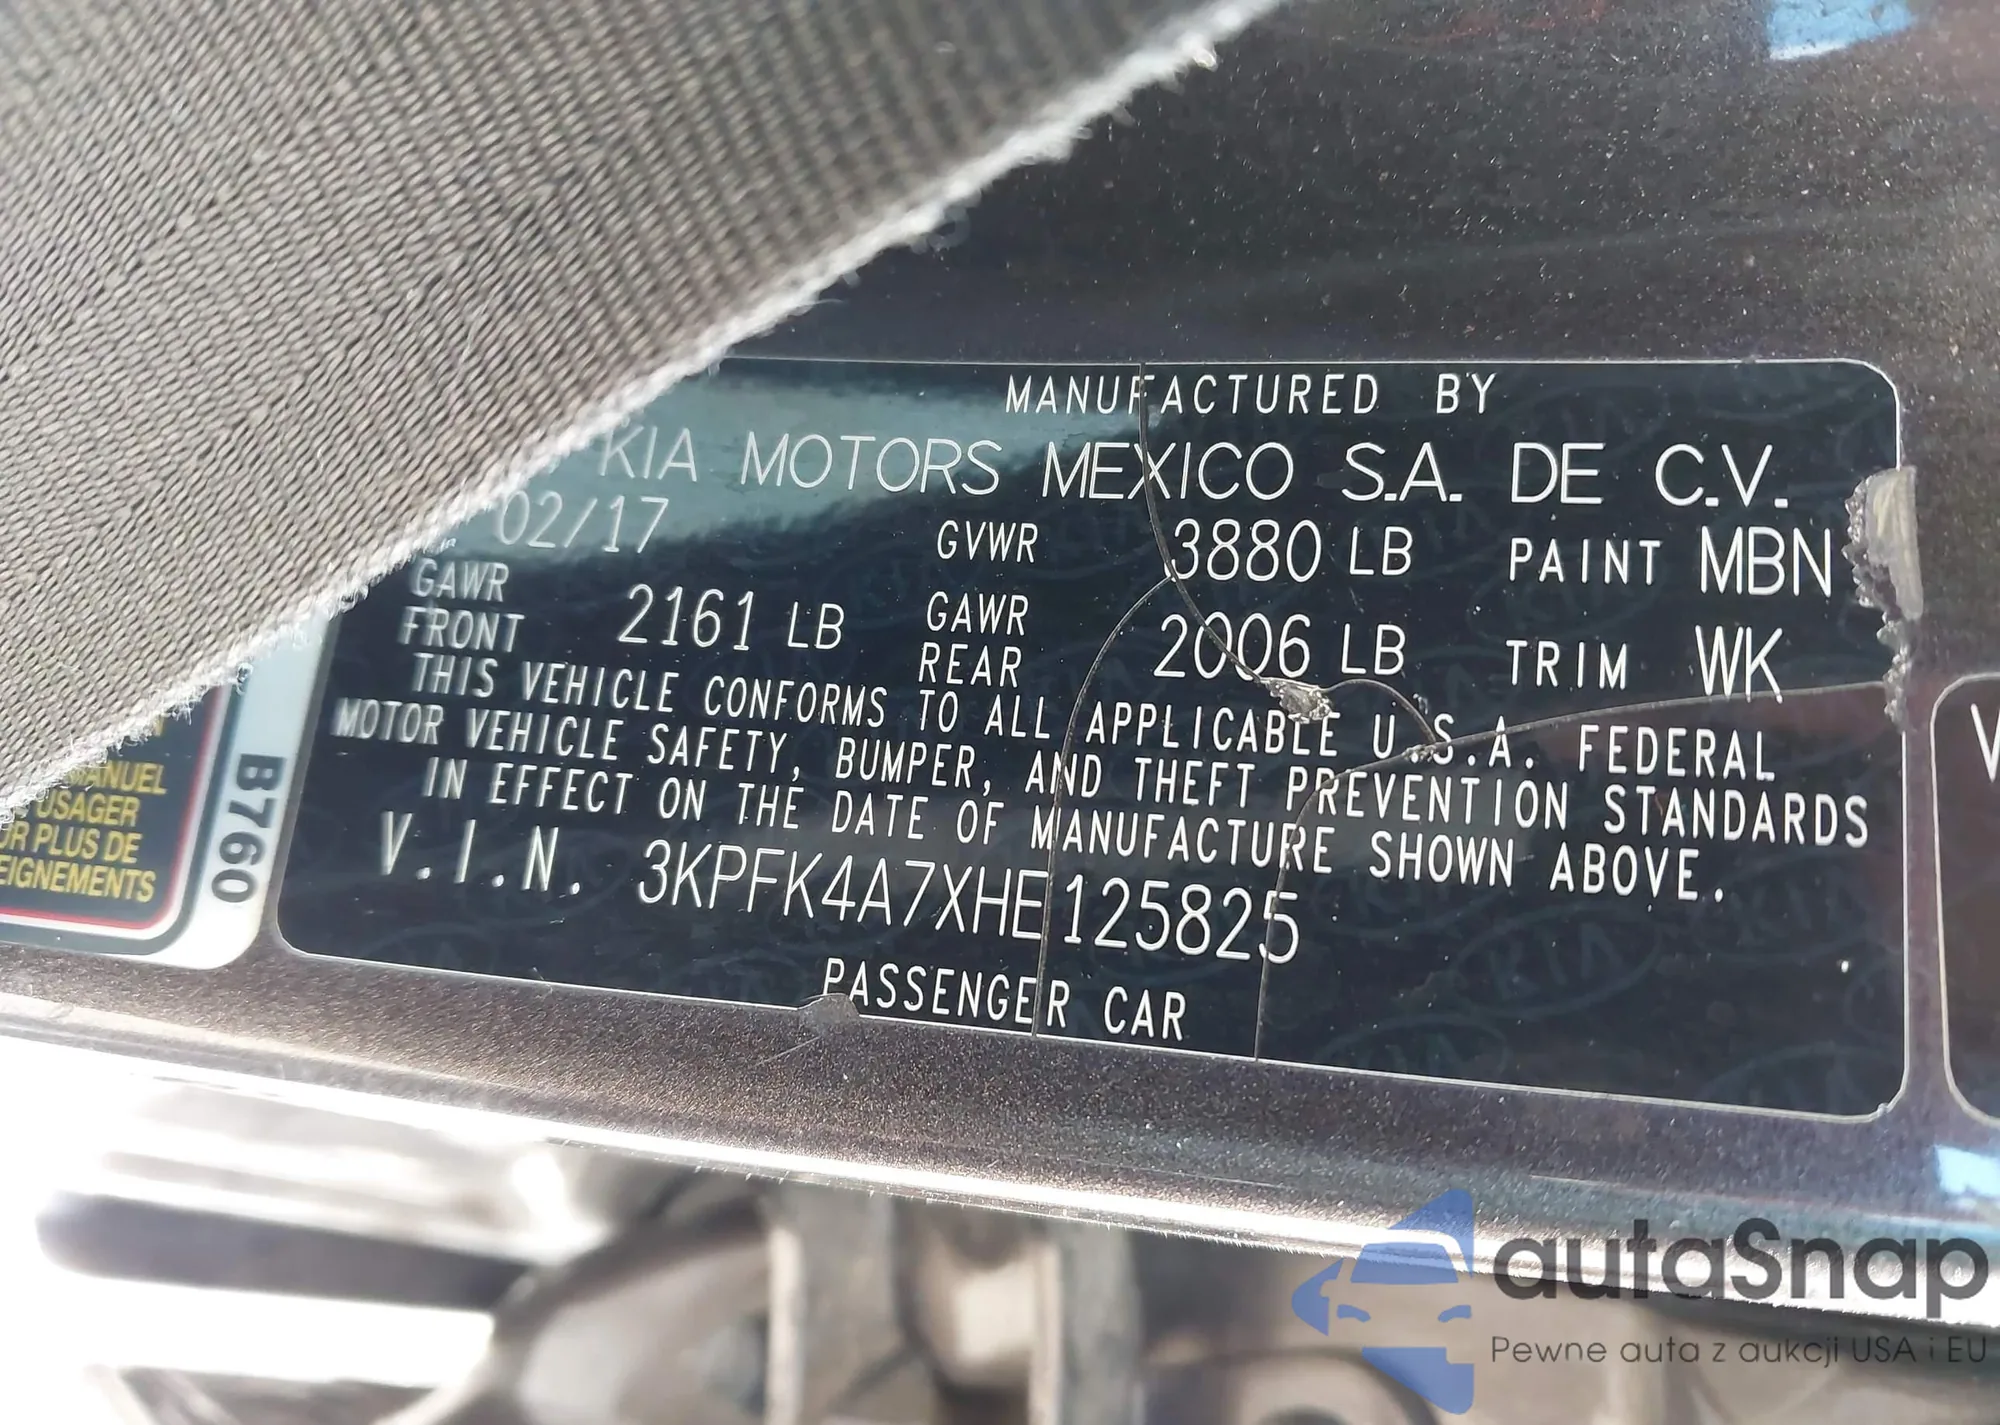 MANUFACTURED BY
KIA MOTORS MEXICO S.A. DE C.V.
02/17
GVWR 3880 LB PAINT MBN
GAWR FRONT 2161 LB GAWR REAR 2006 LB TRIM WK
THIS VEHICLE CONFORMS TO ALL APPLICABLE U.S.A. FEDERAL
MOTOR VEHICLE SAFETY, BUMPER, AND THEFT PREVENTION STANDARDS
IN EFFECT ON THE DATE OF MANUFACTURE SHOWN ABOVE.
V.I.N. 3KPFK4A7XHE125825
PASSENGER CAR
B760
MANUEL
USAGER
PLUS DE
EIGNEMENTS
autaSnap
Pewne auta z aukcji USA i EU